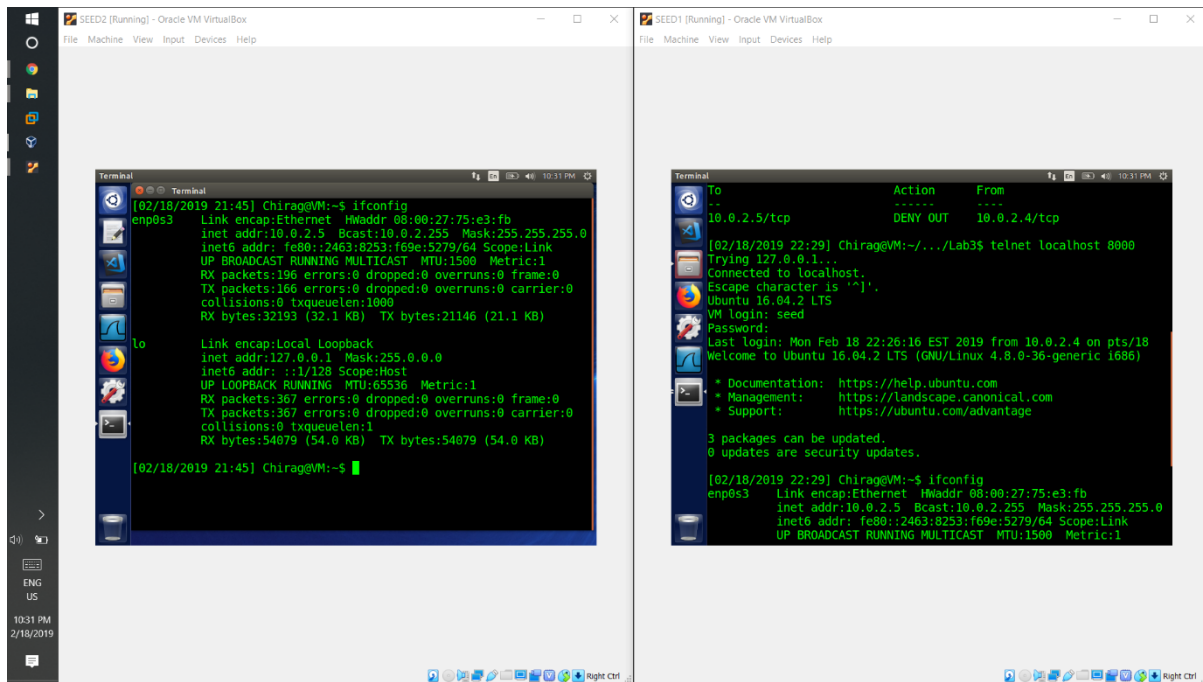 SEED2 [Running] - Oracle VM VirtualBox
File Machine View Input Devices Help
Terminal
En
10:31 PM
Terminal
[02/18/2019 21:45] Chirag@VM:~$ ifconfig
enp0s3 Link encap:Ethernet HWaddr 08:00:27:75:e3:fb
inet addr:10.0.2.5 Bcast:10.0.2.255 Mask:255.255.255.0
inet6 addr: fe80::2463:8253:f69e:5279/64 Scope:Link
UP BROADCAST RUNNING MULTICAST MTU:1500 Metric:1
RX packets:196 errors:0 dropped:0 overruns:0 frame:0
TX packets:166 errors:0 dropped:0 overruns:0 carrier:0
collisions:0 txqueuelen:1000
RX bytes:32193 (32.1 KB) TX bytes:21146 (21.1 KB)
lo Link encap:Local Loopback
inet addr:127.0.0.1 Mask:255.0.0.0
inet6 addr: ::1/128 Scope:Host
UP LOOPBACK RUNNING MTU:65536 Metric:1
RX packets:367 errors:0 dropped:0 overruns:0 frame:0
TX packets:367 errors:0 dropped:0 overruns:0 carrier:0
collisions:0 txqueuelen:1
RX bytes:54079 (54.0 KB) TX bytes:54079 (54.0 KB)
[02/18/2019 21:45] Chirag@VM:~$
Right Ctrl
SEED1 [Running] - Oracle VM VirtualBox
File Machine View Input Devices Help
Terminal
En
10:31 PM
To Action From
-- ------ ----
10.0.2.5/tcp DENY OUT 10.0.2.4/tcp
[02/18/2019 22:29] Chirag@VM:~/.../Lab3$ telnet localhost 8000
Trying 127.0.0.1...
Connected to localhost.
Escape character is '^]'.
Ubuntu 16.04.2 LTS
VM login: seed
Password:
Last login: Mon Feb 18 22:26:16 EST 2019 from 10.0.2.4 on pts/18
Welcome to Ubuntu 16.04.2 LTS (GNU/Linux 4.8.0-36-generic i686)
* Documentation: https://help.ubuntu.com
* Management: https://landscape.canonical.com
* Support: https://ubuntu.com/advantage
3 packages can be updated.
0 updates are security updates.
[02/18/2019 22:29] Chirag@VM:~$ ifconfig
enp0s3 Link encap:Ethernet HWaddr 08:00:27:75:e3:fb
inet addr:10.0.2.5 Bcast:10.0.2.255 Mask:255.255.255.0
inet6 addr: fe80::2463:8253:f69e:5279/64 Scope:Link
UP BROADCAST RUNNING MULTICAST MTU:1500 Metric:1
Right Ctrl
ENG
US
10:31 PM
2/18/2019